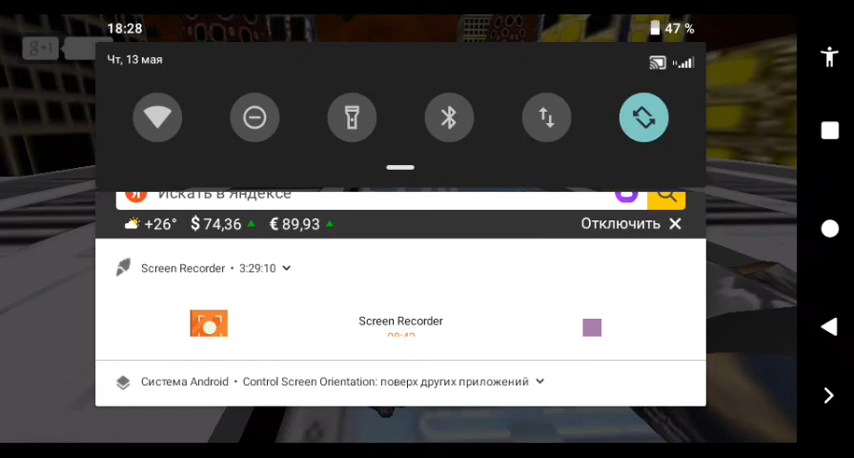 18:28
47 %
g+1
Чт, 13 мая
Я
Искать в Яндексе
+26° $ 74,36 € 89,93 Отключить
Screen Recorder • 3:29:10
Screen Recorder
Система Android • Control Screen Orientation: поверх других приложений